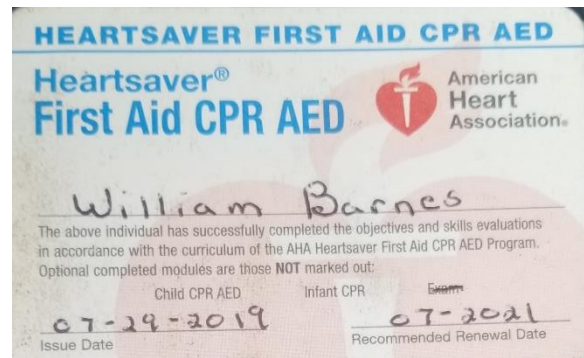 HEARTSAVER FIRST AID CPR AED
Heartsaver®
First Aid CPR AED
American
Heart
Association®
William Barnes
The above individual has successfully completed the objectives and skills evaluations
in accordance with the curriculum of the AHA Heartsaver First Aid CPR AED Program.
Optional completed modules are those NOT marked out:
Child CPR AED Infant CPR Exam
07-29-2019 07-2021
Issue Date Recommended Renewal Date